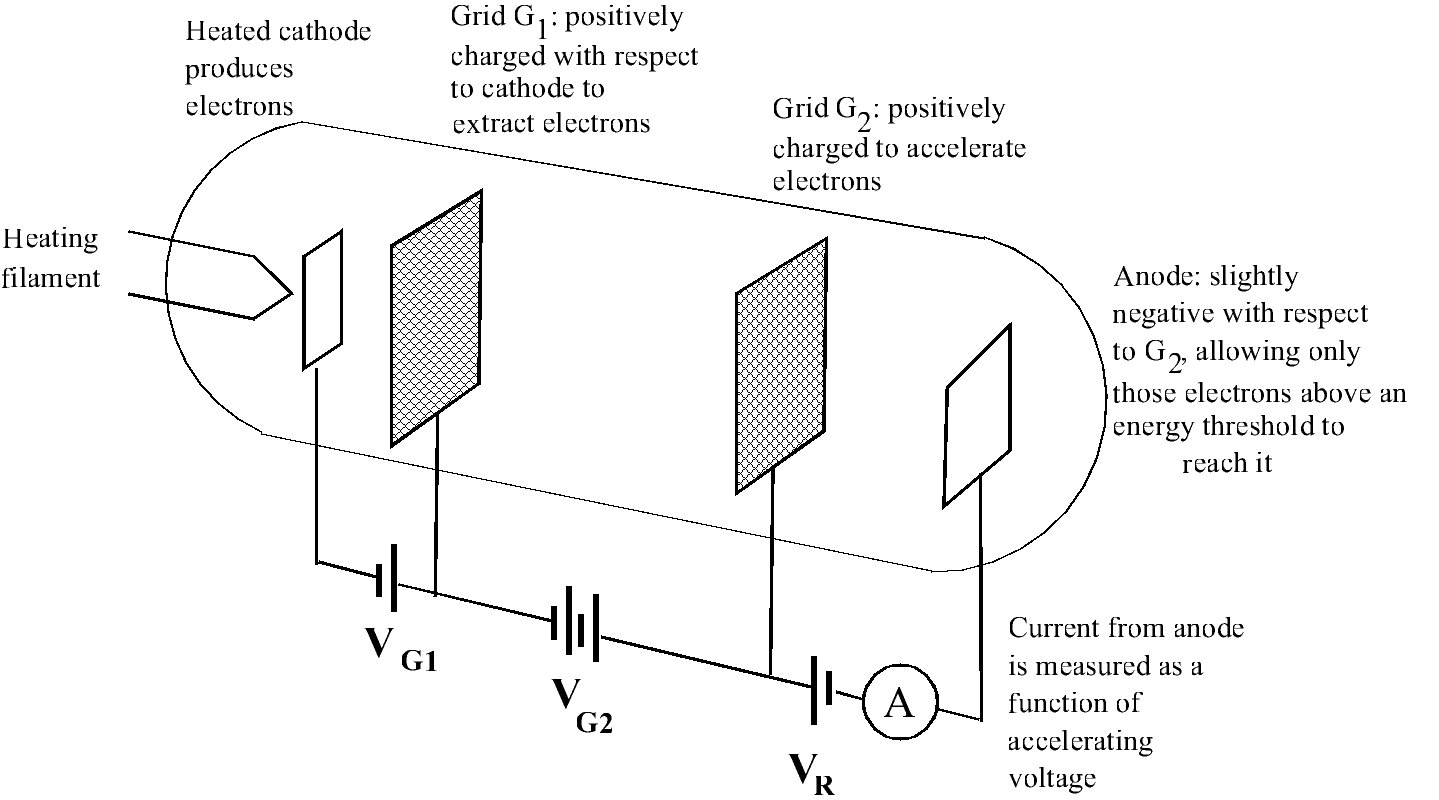 Heated cathode
produces
electrons
Grid G1: positively
charged with respect
to cathode to
extract electrons
Grid G2: positively
charged to accelerate
electrons
Heating
filament
Anode: slightly
negative with respect
to G2, allowing only
those electrons above an
energy threshold to
reach it
V G1
V G2
VR
A
Current from anode
is measured as a
function of
accelerating
voltage